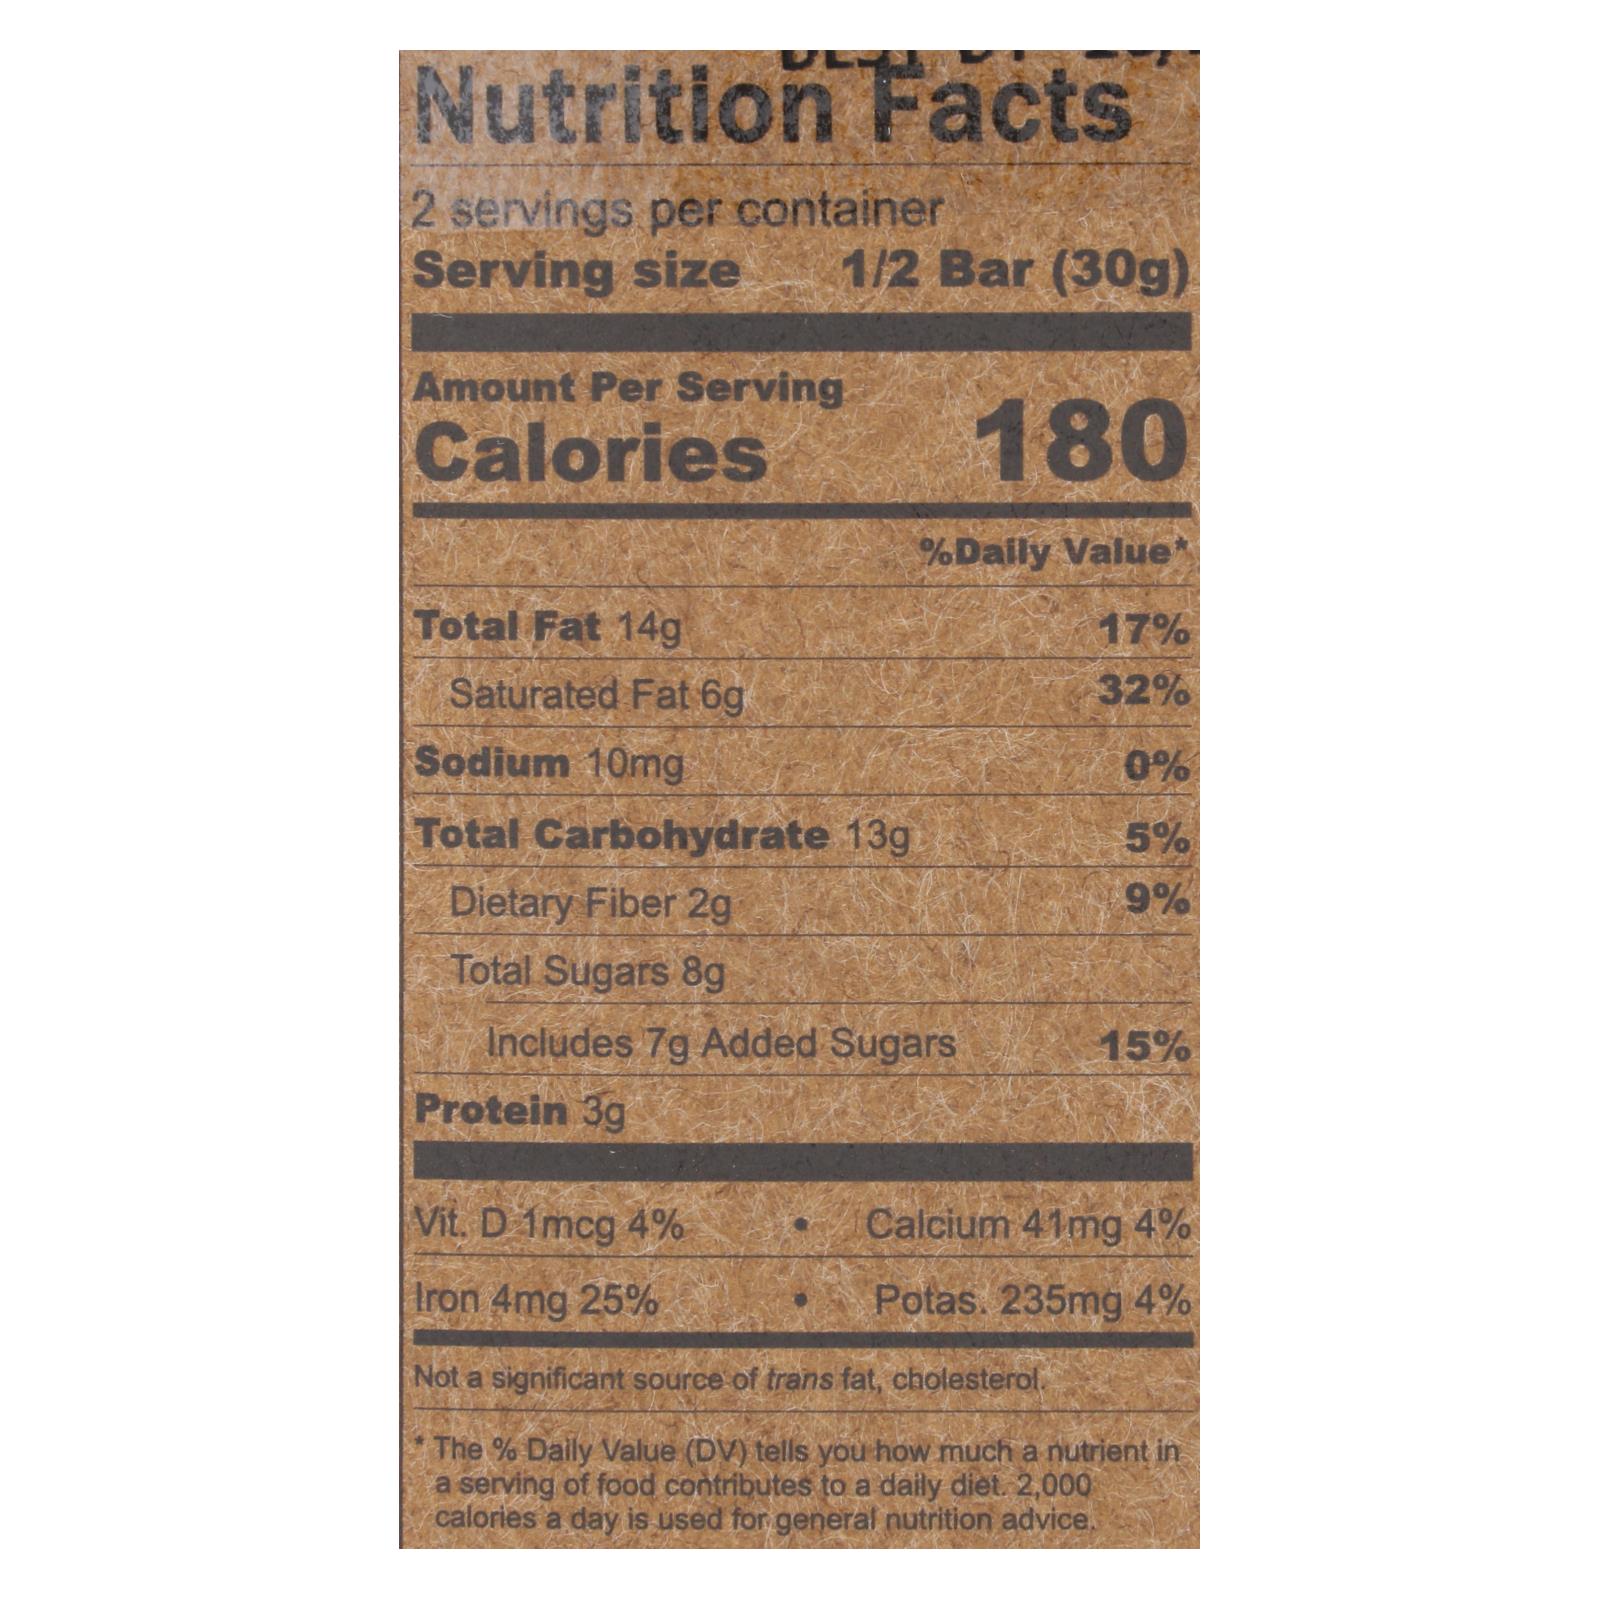 Nutrition Facts
2 servings per container
Serving size 1/2 Bar (30g)
Amount Per Serving
Calories 180
%Daily Value*
Total Fat 14g 17%
Saturated Fat 6g 32%
Sodium 10mg 0%
Total Carbohydrate 13g 5%
Dietary Fiber 2g 9%
Total Sugars 8g
Includes 7g Added Sugars 15%
Protein 3g
Vit. D 1mcg 4% • Calcium 41mg 4%
Iron 4mg 25% • Potas. 235mg 4%
Not a significant source of trans fat, cholesterol.
* The % Daily Value (DV) tells you how much a nutrient in
a serving of food contributes to a daily diet. 2,000
calories a day is used for general nutrition advice.